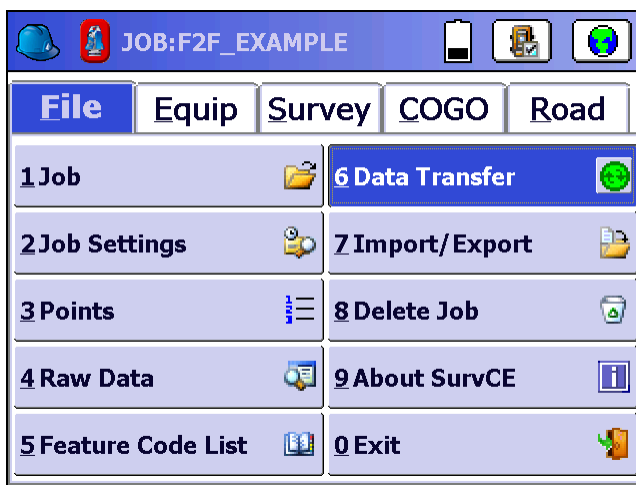 JOB:F2F_EXAMPLE
File Equip Survey COGO Road
1 Job
2 Job Settings
3 Points
4 Raw Data
5 Feature Code List
6 Data Transfer
7 Import/Export
8 Delete Job
9 About SurvCE
0 Exit